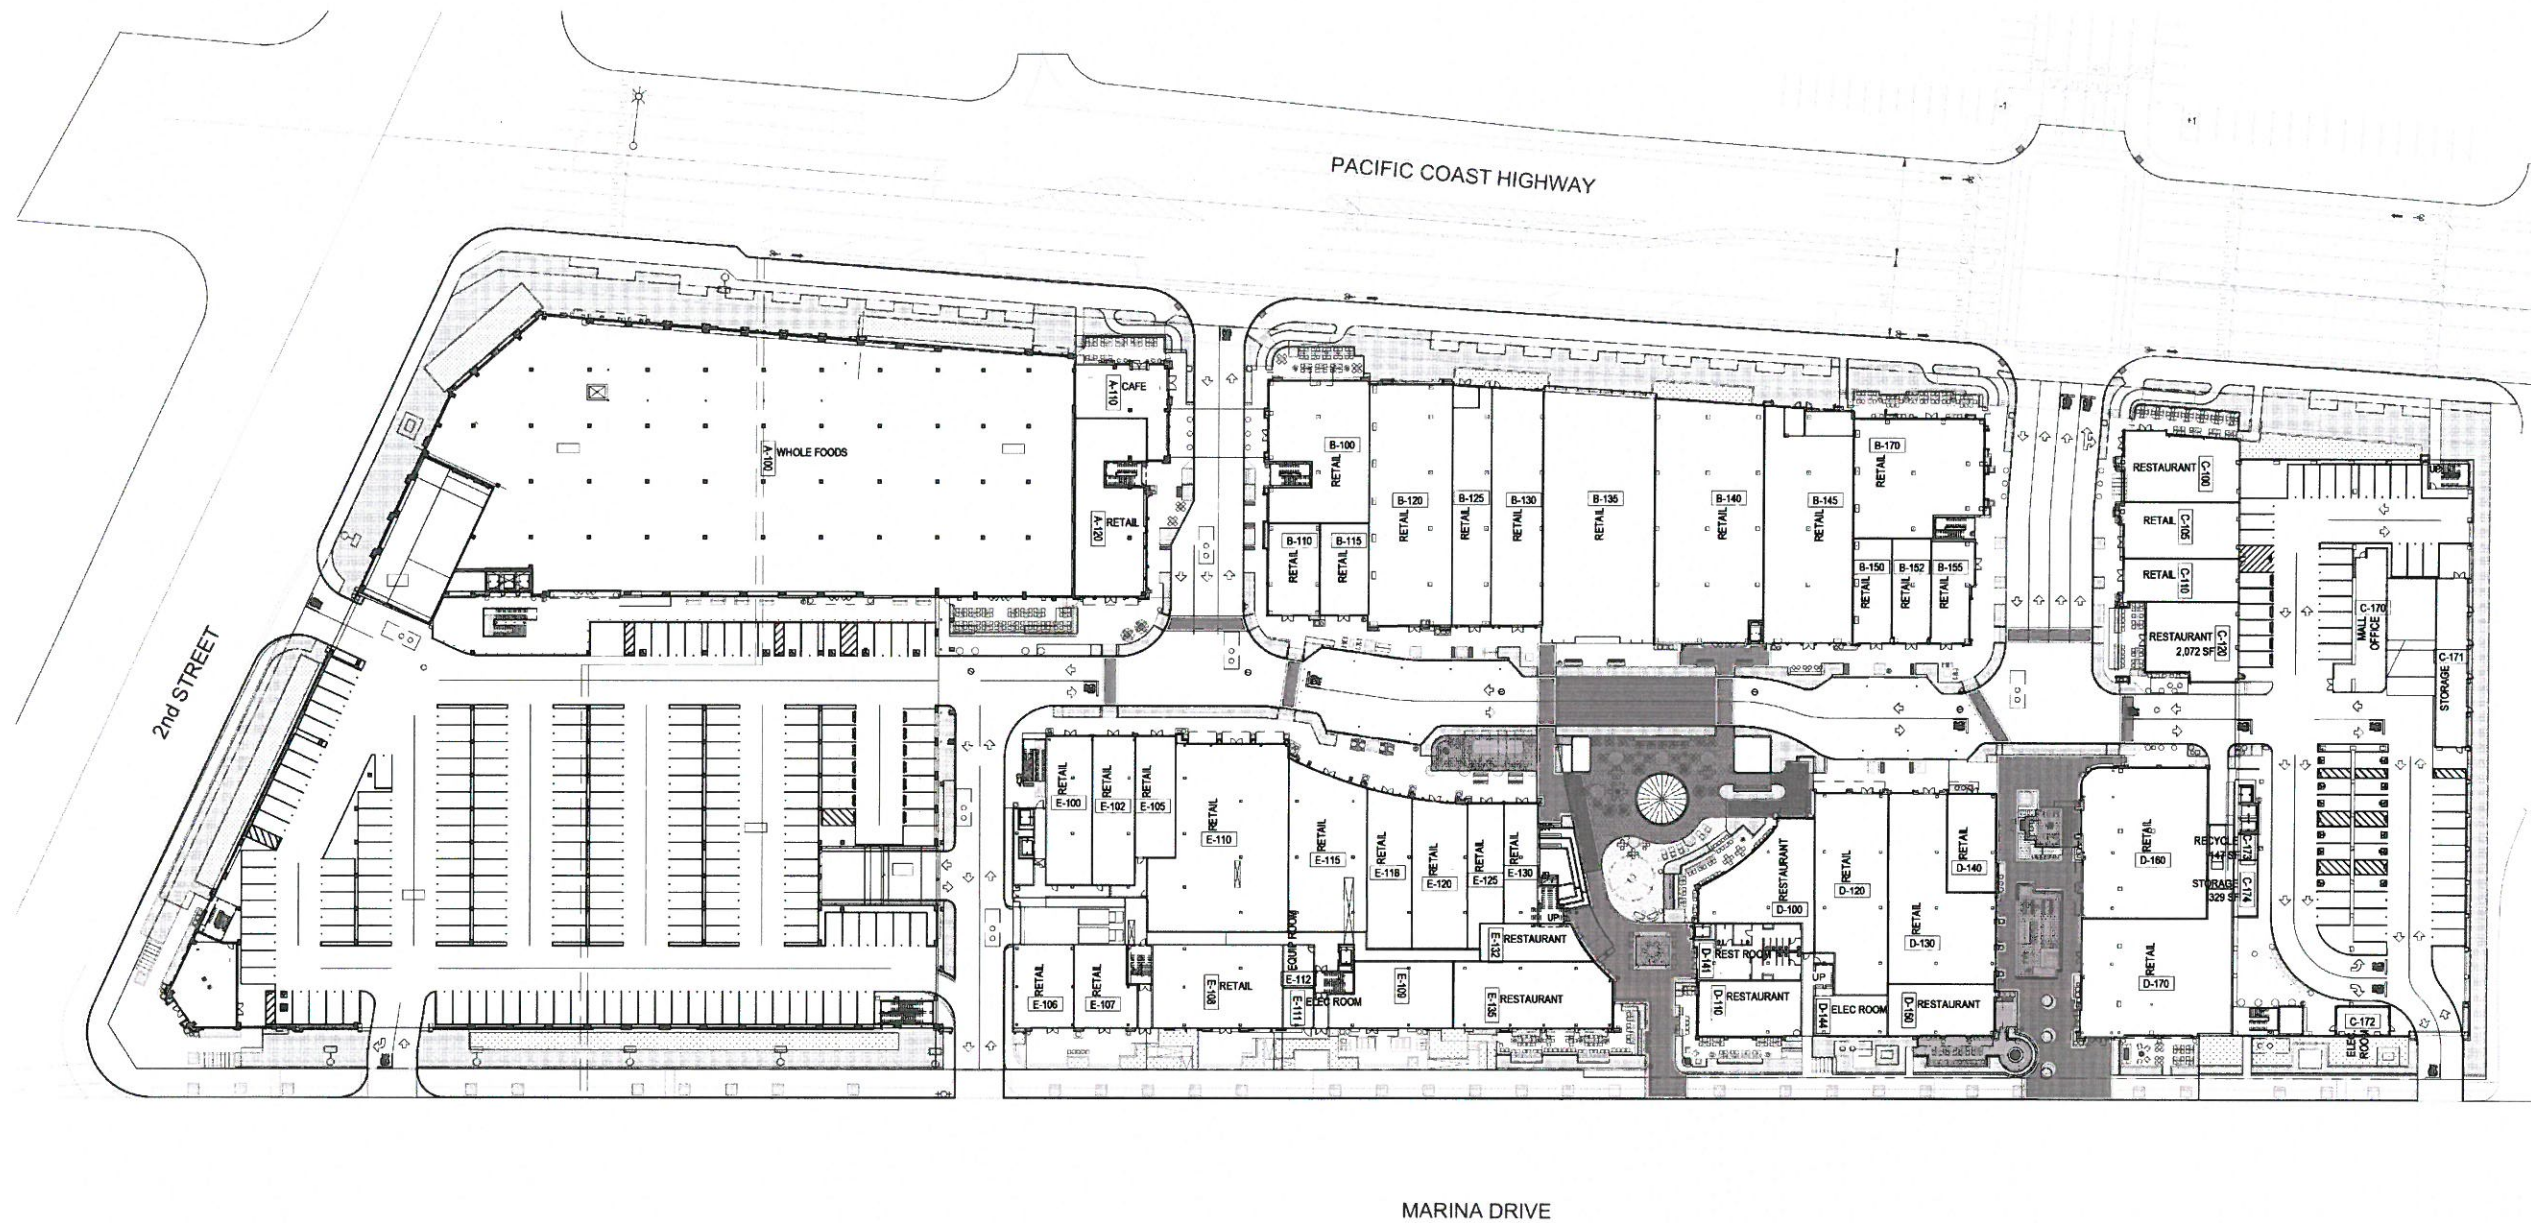 -1
+1
PACIFIC COAST HIGHWAY
2nd STREET
A-100
WHOLE FOODS
A-110
CAFE
A-120
RETAIL
B-100
RETAIL
B-110
RETAIL
B-115
RETAIL
B-120
RETAIL
B-125
RETAIL
B-130
RETAIL
B-135
RETAIL
B-140
RETAIL
B-145
RETAIL
B-170
RETAIL
B-150
RETAIL
B-152
RETAIL
B-155
RETAIL
RESTAURANT
C-100
RETAIL
C-105
RETAIL
C-110
RESTAURANT
2,072 SF
C-120
C-170
MALL
OFFICE
C-171
STORAGE
RETAIL
E-100
RETAIL
E-102
RETAIL
E-105
RETAIL
E-110
RETAIL
E-115
RETAIL
E-118
RETAIL
E-120
RETAIL
E-125
RETAIL
E-130
UP
E-132
RESTAURANT
RETAIL
E-106
RETAIL
E-107
E-108
RETAIL
EQUIP ROOM
E-112
E-111
ELEC ROOM
E-109
E-135
RESTAURANT
RESTAURANT
D-100
RETAIL
D-120
RETAIL
D-130
RETAIL
D-140
D-141
REST ROOM
UP
D-110
RESTAURANT
D-144
ELEC ROOM
D-150
RESTAURANT
RETAIL
D-160
RETAIL
D-170
RECYCLE
147 SF
C-173
STORAGE
329 SF
C-174
C-172
ELEC
ROOM
MARINA DRIVE